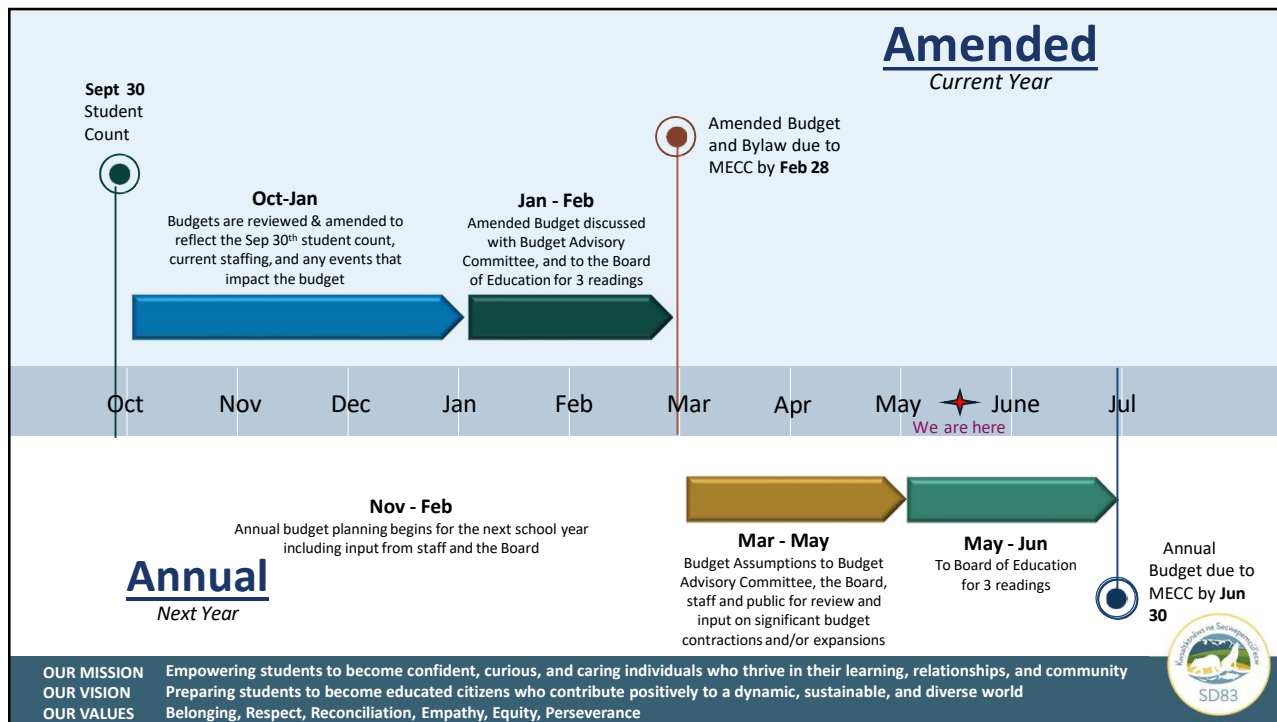 Amended
Current Year
Sept 30
Student
Count
Amended Budget
and Bylaw due to
MECC by Feb 28
Oct-Jan
Budgets are reviewed & amended to
reflect the Sep 30th student count,
current staffing, and any events that
impact the budget
Jan - Feb
Amended Budget discussed
with Budget Advisory
Committee, and to the Board
of Education for 3 readings
Oct Nov Dec Jan Feb Mar Apr May June Jul
We are here
Nov - Feb
Annual budget planning begins for the next school year
including input from staff and the Board
Annual
Next Year
Mar - May
Budget Assumptions to Budget
Advisory Committee, the Board,
staff and public for review and
input on significant budget
contractions and/or expansions
May - Jun
To Board of Education
for 3 readings
Annual
Budget due to
MECC by Jun
30
SD83
OUR MISSION Empowering students to become confident, curious, and caring individuals who thrive in their learning, relationships, and community
OUR VISION Preparing students to become educated citizens who contribute positively to a dynamic, sustainable, and diverse world
OUR VALUES Belonging, Respect, Reconciliation, Empathy, Equity, Perseverance